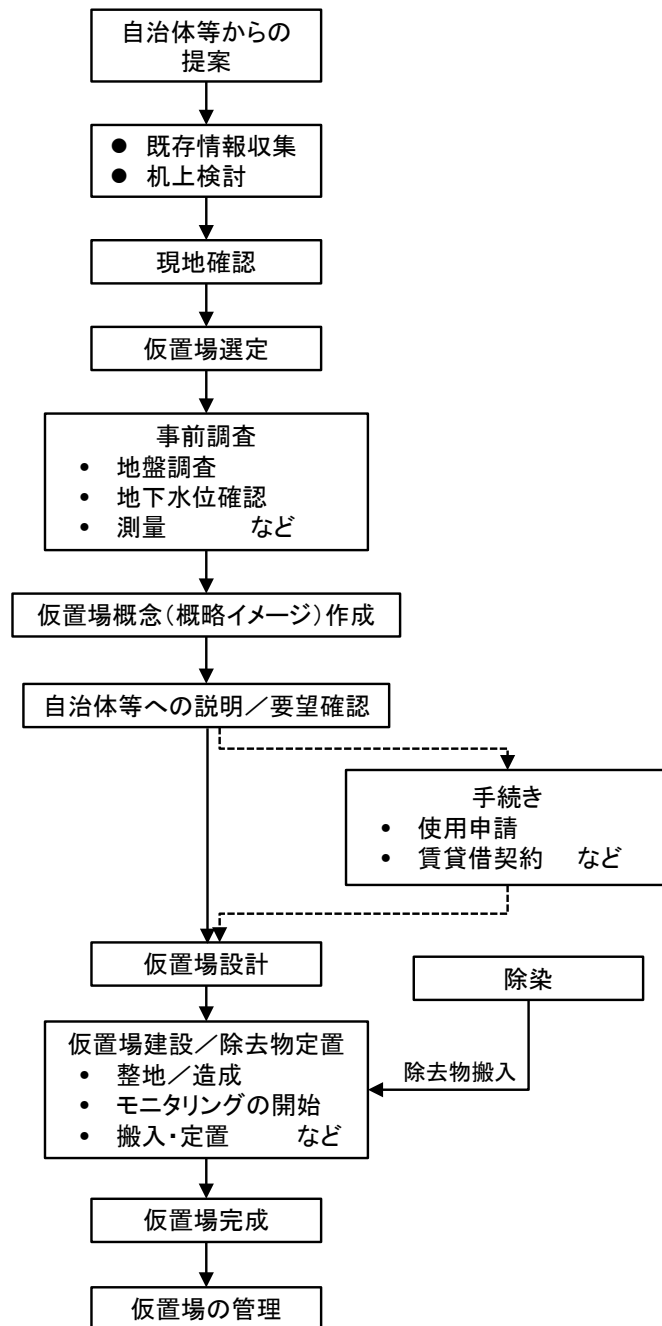 自治体等からの
提案
● 既存情報収集
● 机上検討
現地確認
仮置場選定
事前調査
• 地盤調査
• 地下水位確認
• 測量　　　など
仮置場概念（概略イメージ）作成
自治体等への説明／要望確認
手続き
• 使用申請
• 賃貸借契約　など
仮置場設計
除染
仮置場建設／除去物定置
• 整地／造成
• モニタリングの開始
• 搬入・定置　　　など
除去物搬入
仮置場完成
仮置場の管理